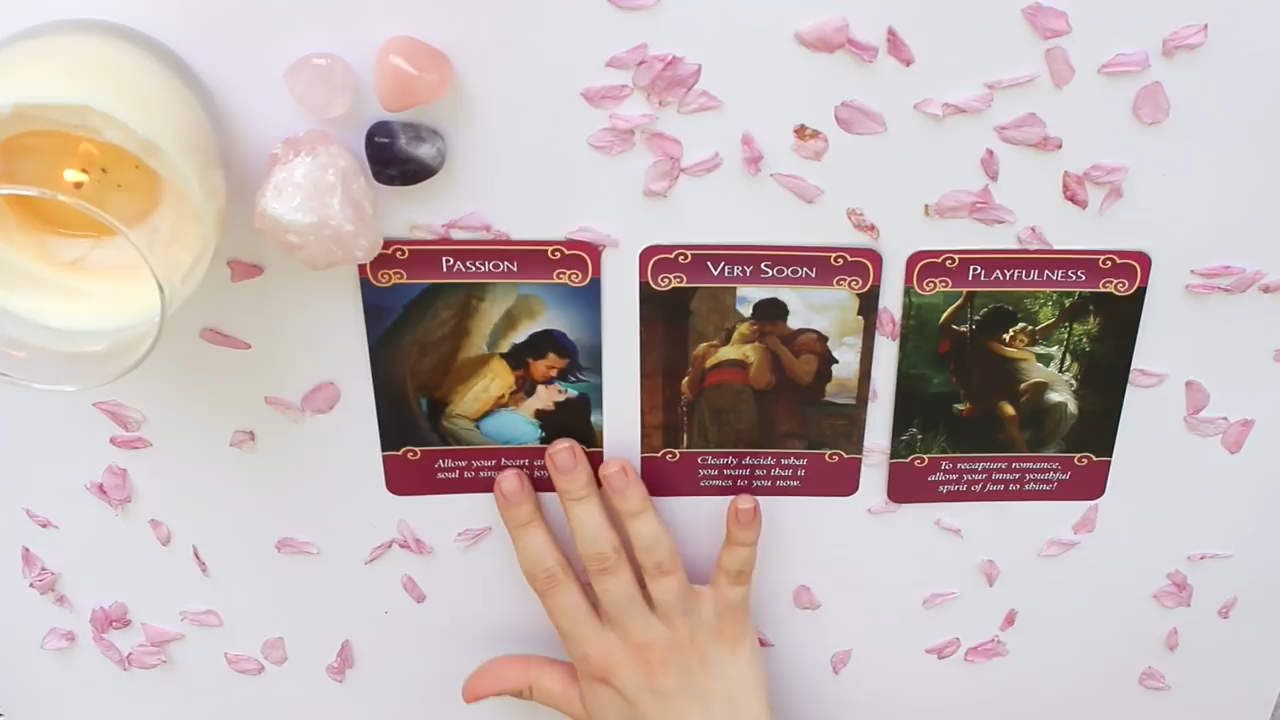 PASSION
Allow your heart
soul to joy
VERY SOON
Clearly decide what
you want so that it
comes to you now.
PLAYFULNESS
To recapture romance,
allow your inner youthful
spirit of fun to shine!